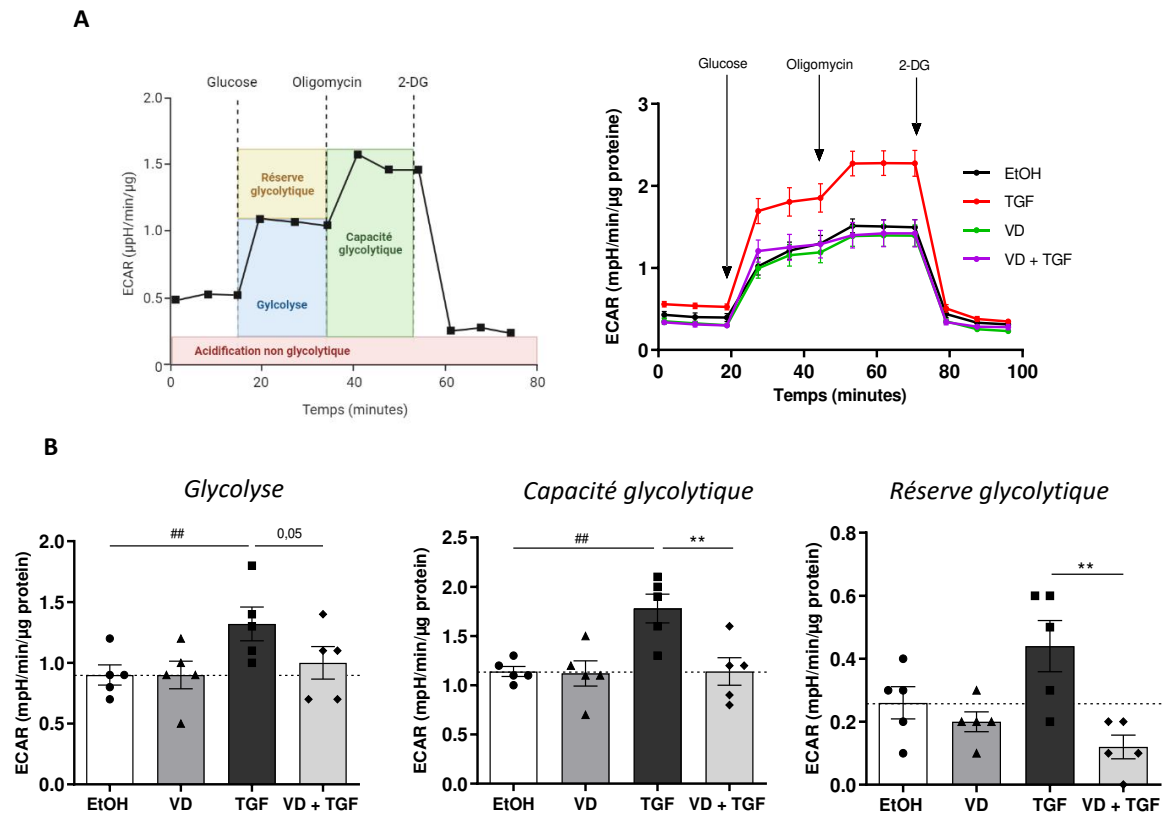 A
Glucose Oligomycin 2-DG
2.0
1.5
1.0
0.5
0
ECAR (µpH/min/µg)
Réserve
glycolytique
Capacité
glycolytique
Gylcolyse
Acidification non glycolytique
0 20 40 60 80
Temps (minutes)
Glucose Oligomycin 2-DG
3
2
1
0
ECAR (mpH/min/µg proteine)
EtOH
TGF
VD
VD + TGF
0 20 40 60 80 100
Temps (minutes)
B
Glycolyse
## 0,05
2.0
1.5
1.0
0.5
0.0
ECAR (mpH/min/µg protein)
EtOH VD TGF VD + TGF
Capacité glycolytique
## **
2.5
2.0
1.5
1.0
0.5
0.0
ECAR (mpH/min/µg protein)
EtOH VD TGF VD + TGF
Réserve glycolytique
**
0.8
0.6
0.4
0.2
0.0
ECAR (mpH/min/µg protein)
EtOH VD TGF VD + TGF